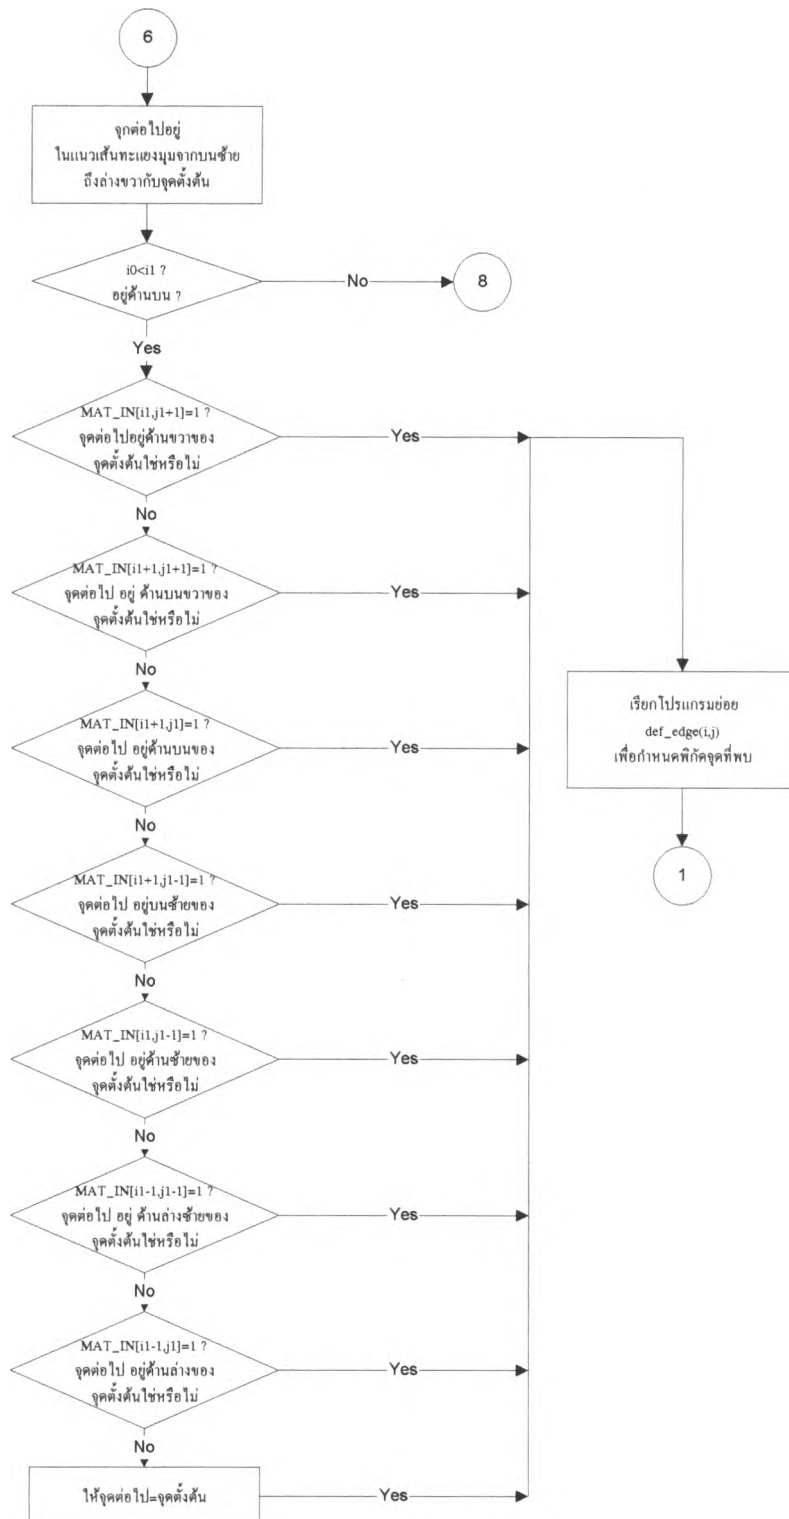 6
จุกต่อไปอยู่
ในแนวเส้นทะแยงมุมจากบนซ้าย
ถึงล่างขวากับจุดตั้งต้น
i0<i1 ?
อยู่ด้านบน ?
No
8
Yes
MAT_IN[i1,j1+1]=1 ?
จุดต่อไปอยู่ด้านขวาของ
จุดตั้งต้นใช่หรือไม่
Yes
No
MAT_IN[i1+1,j1+1]=1 ?
จุดต่อไป อยู่ ด้านบนขวาของ
จุดตั้งต้นใช่หรือไม่
Yes
No
MAT_IN[i1+1,j1]=1 ?
จุดต่อไป อยู่ด้านบนของ
จุดตั้งต้นใช่หรือไม่
Yes
เรียกโปรแกรมย่อย
def_edge(i,j)
เพื่อกำหนดพิกัดจุดที่พบ
No
MAT_IN[i1+1,j1-1]=1 ?
จุดต่อไป อยู่บนซ้ายของ
จุดตั้งต้นใช่หรือไม่
Yes
1
No
MAT_IN[i1,j1-1]=1 ?
จุดต่อไป อยู่ด้านซ้ายของ
จุดตั้งต้นใช่หรือไม่
Yes
No
MAT_IN[i1-1,j1-1]=1 ?
จุดต่อไป อยู่ ด้านล่างซ้ายของ
จุดตั้งต้นใช่หรือไม่
Yes
No
MAT_IN[i1-1,j1]=1 ?
จุดต่อไป อยู่ด้านล่างของ
จุดตั้งต้นใช่หรือไม่
Yes
No
ให้จุดต่อไป=จุดตั้งต้น
Yes